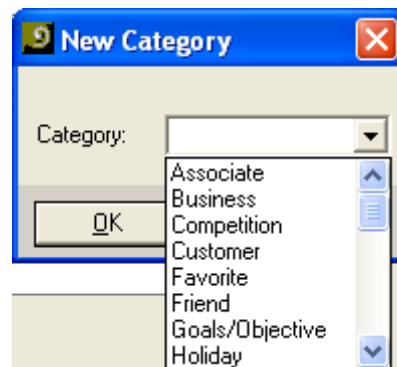 New Category
Category:
Associate
Business
Competition
Customer
Favorite
Friend
Goals/Objective
Holiday
OK